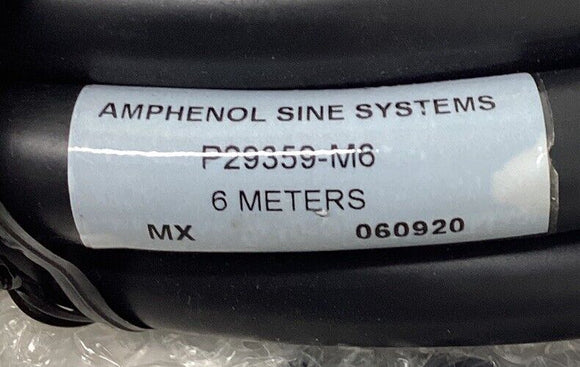 AMPHENOL SINE SYSTEMS
P29359-M6
6 METERS
MX 060920